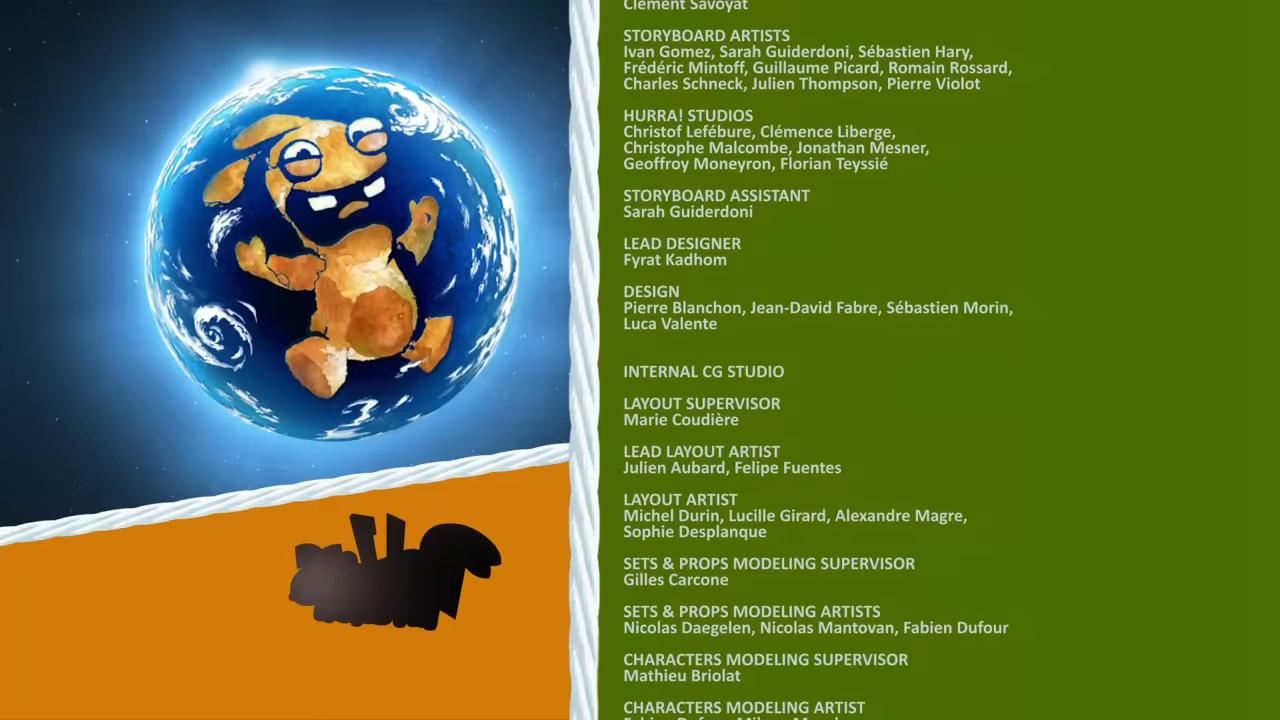 Clément Savoyat
STORYBOARD ARTISTS
Ivan Gomez, Sarah Guiderdoni, Sébastien Hary,
Frédéric Mintoff, Guillaume Picard, Romain Rossard,
Charles Schneck, Julien Thompson, Pierre Violot
HURRA! STUDIOS
Christof Lefébure, Clémence Liberge,
Christophe Malcombe, Jonathan Mesner,
Geoffroy Moneyron, Florian Teyssié
STORYBOARD ASSISTANT
Sarah Guiderdoni
LEAD DESIGNER
Fyrat Kadhom
DESIGN
Pierre Blanchon, Jean-David Fabre, Sébastien Morin,
Luca Valente
INTERNAL CG STUDIO
LAYOUT SUPERVISOR
Marie Coudière
LEAD LAYOUT ARTIST
Julien Aubard, Felipe Fuentes
LAYOUT ARTIST
Michel Durin, Lucille Girard, Alexandre Magre,
Sophie Desplanque
SETS & PROPS MODELING SUPERVISOR
Gilles Carcone
SETS & PROPS MODELING ARTISTS
Nicolas Daegelen, Nicolas Mantovan, Fabien Dufour
CHARACTERS MODELING SUPERVISOR
Mathieu Briolat
CHARACTERS MODELING ARTIST